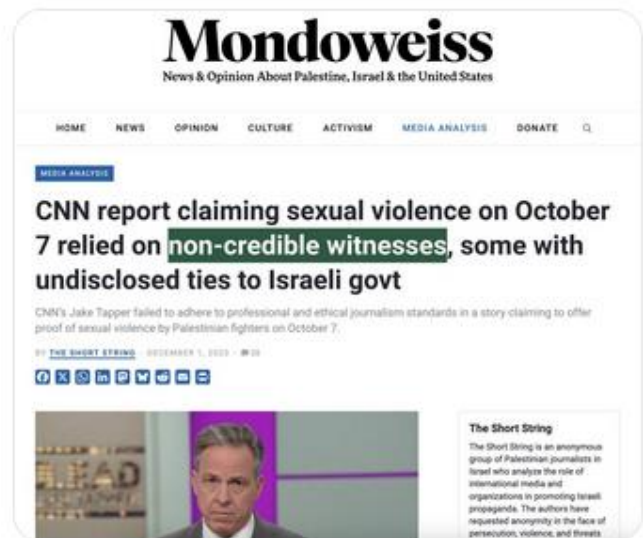 Mondoweiss
News & Opinion About Palestine, Israel & the United States
HOME NEWS OPINION CULTURE ACTIVISM MEDIA ANALYSIS DONATE
MEDIA ANALYSIS
CNN report claiming sexual violence on October
7 relied on non-credible witnesses, some with
undisclosed ties to Israeli govt
CNN's Jake Tapper failed to adhere to professional and ethical journalism standards in a story claiming to offer
proof of sexual violence by Palestinian fighters on October 7.
BY THE SHORT STRING · DECEMBER 1, 2023
LEAD
The Short String
The Short String is an anonymous
group of Palestinian journalists in
Israel who analyze the role of
international media and
organizations in promoting Israeli
propaganda. The authors have
requested anonymity in the face of
persecution, violence, and threats